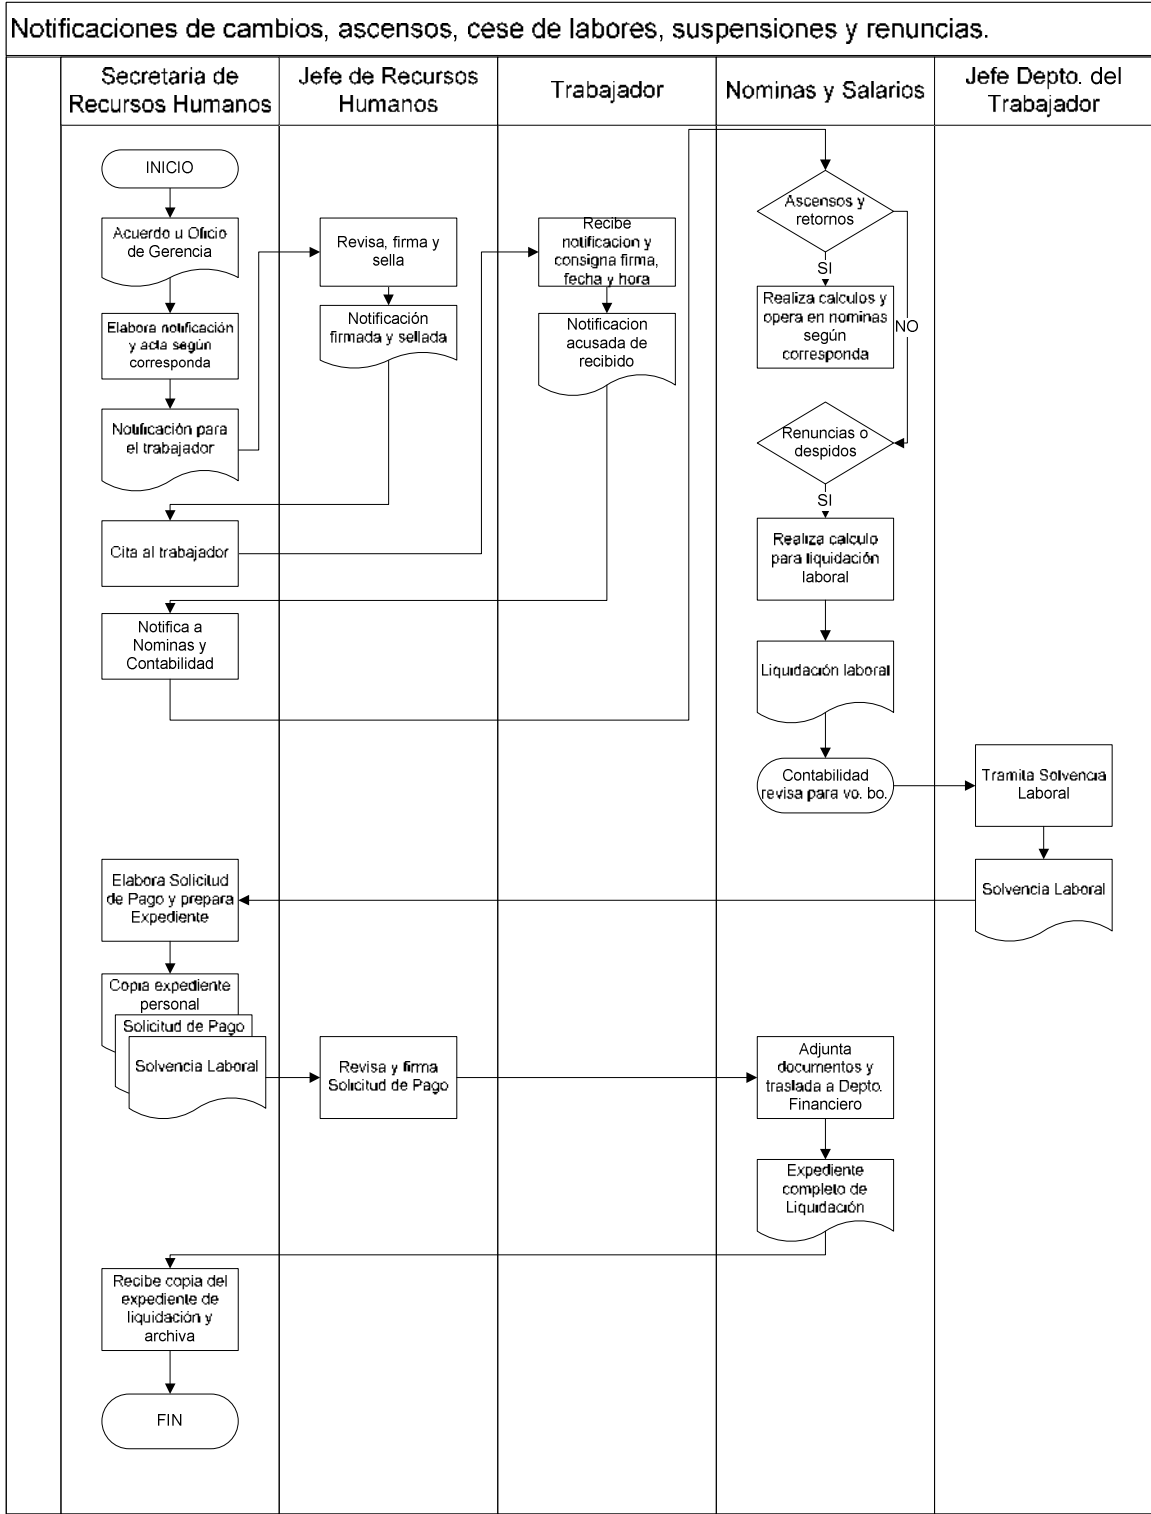 Notificaciones de cambios, ascensos, cese de labores, suspensiones y renuncias.
Secretaria de
Recursos Humanos
Jefe de Recursos
Humanos
Trabajador
Nominas y Salarios
Jefe Depto. del
Trabajador
INICIO
Acuerdo u Oficio
de Gerencia
Elabora notificación
y acta según
corresponda
Notificación para
el trabajador
Revisa, firma y
sella
Notificación
firmada y sellada
Cita al trabajador
Recibe
notificacion y
consigna firma,
fecha y hora
Notificacion
acusada de
recibido
Notifica a
Nominas y
Contabilidad
Ascensos y
retornos
SI
NO
Realiza calculos y
opera en nominas
según
corresponda
Renuncias o
despidos
SI
Realiza calculo
para liquidación
laboral
Liquidación laboral
Contabilidad
revisa para vo. bo.
Tramita Solvencia
Laboral
Solvencia Laboral
Elabora Solicitud
de Pago y prepara
Expediente
Copia expediente
personal
Solicitud de Pago
Solvencia Laboral
Revisa y firma
Solicitud de Pago
Adjunta
documentos y
traslada a Depto.
Financiero
Expediente
completo de
Liquidación
Recibe copia del
expediente de
liquidación y
archiva
FIN